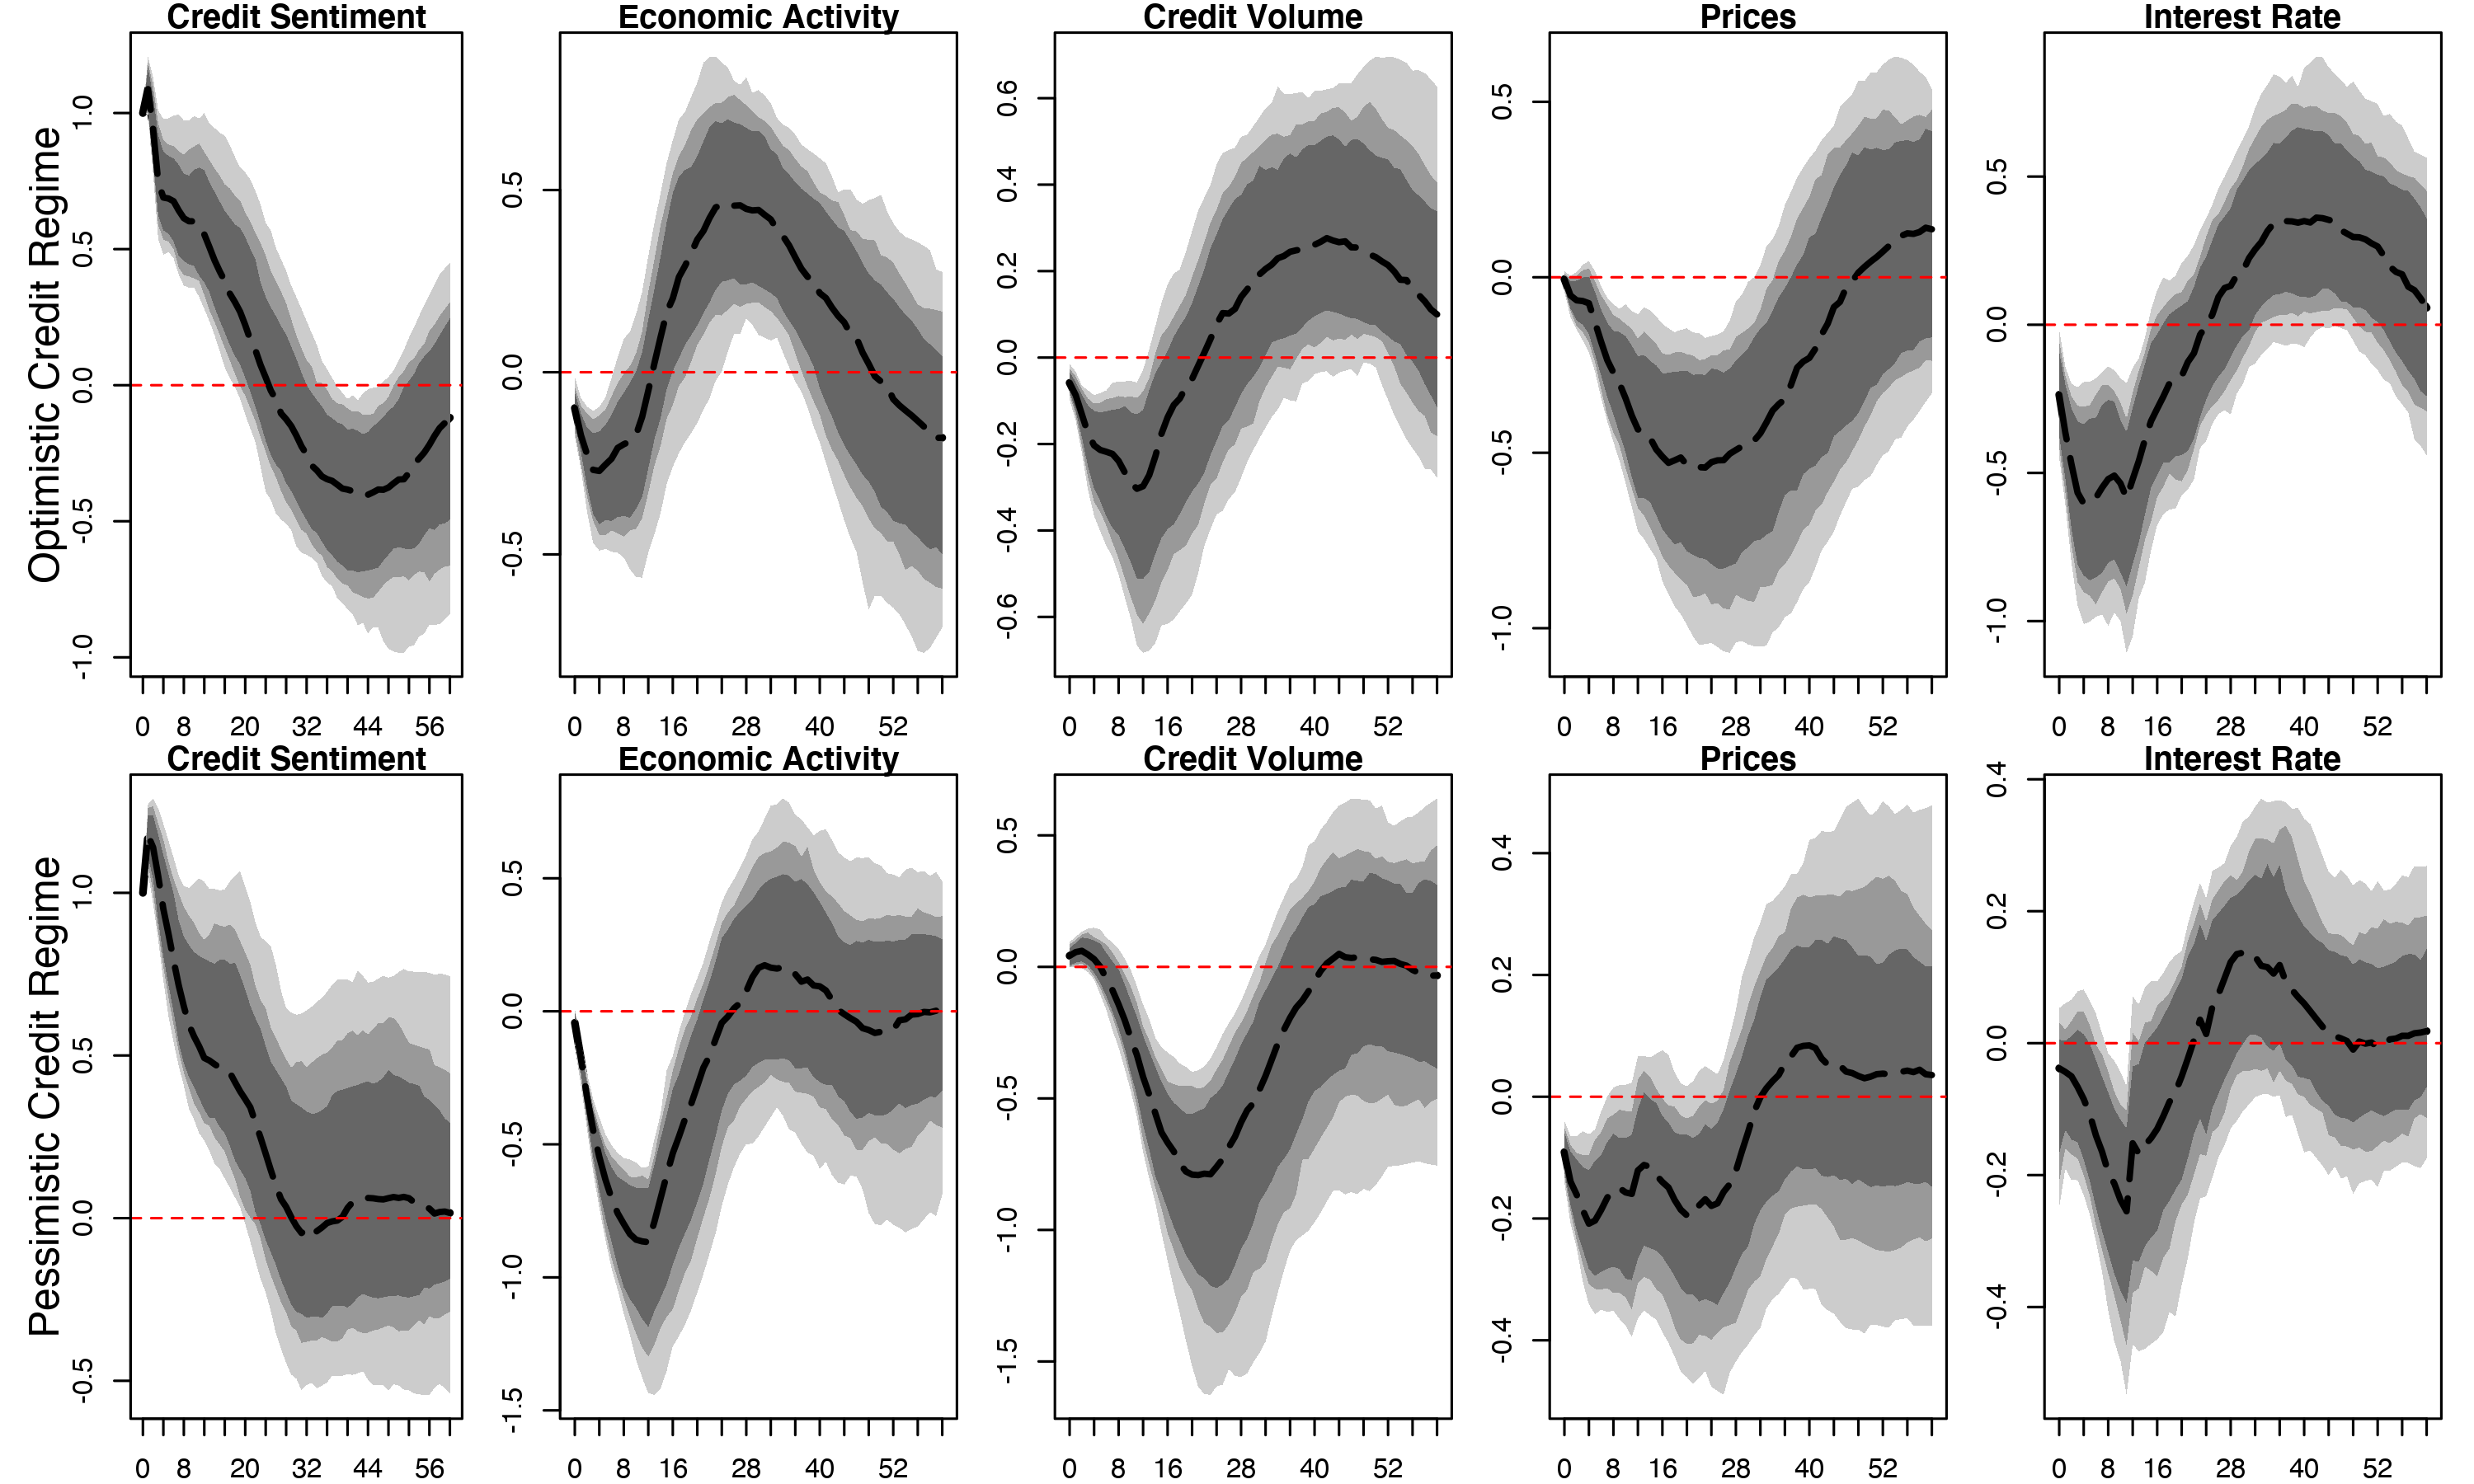 Credit Sentiment Economic Activity Credit Volume Prices Interest Rate
Optimistic Credit Regime
1.0 0.5 0.0 -0.5 -1.0
0 8 20 32 44 56
0.5 0.0 -0.5
0 8 16 28 40 52
0.6 0.4 0.2 0.0 -0.2 -0.4 -0.6
0 8 16 28 40 52
0.5 0.0 -0.5 -1.0
0 8 16 28 40 52
0.5 0.0 -0.5 -1.0
0 8 16 28 40 52
Credit Sentiment Economic Activity Credit Volume Prices Interest Rate
Pessimistic Credit Regime
1.0 0.5 0.0 -0.5
0 8 20 32 44 56
0.5 0.0 -0.5 -1.0 -1.5
0 8 16 28 40 52
0.5 0.0 -0.5 -1.0 -1.5
0 8 16 28 40 52
0.4 0.2 0.0 -0.2 -0.4
0 8 16 28 40 52
0.4 0.2 0.0 -0.2 -0.4
0 8 16 28 40 52